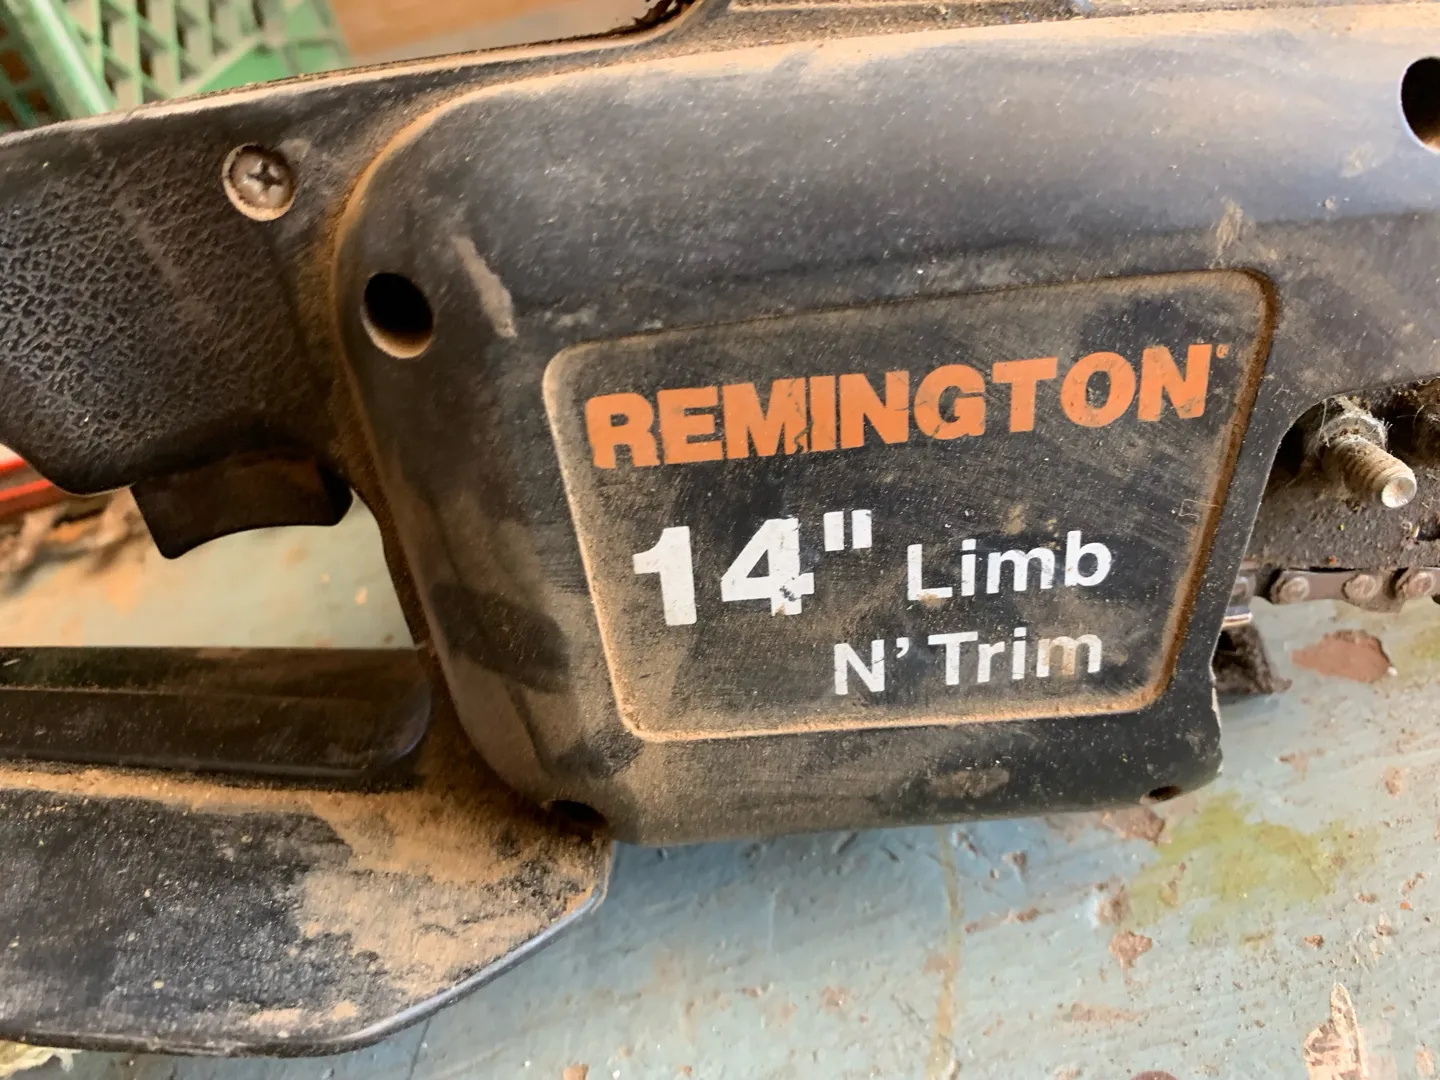 REMINGTON®
14" Limb
N' Trim